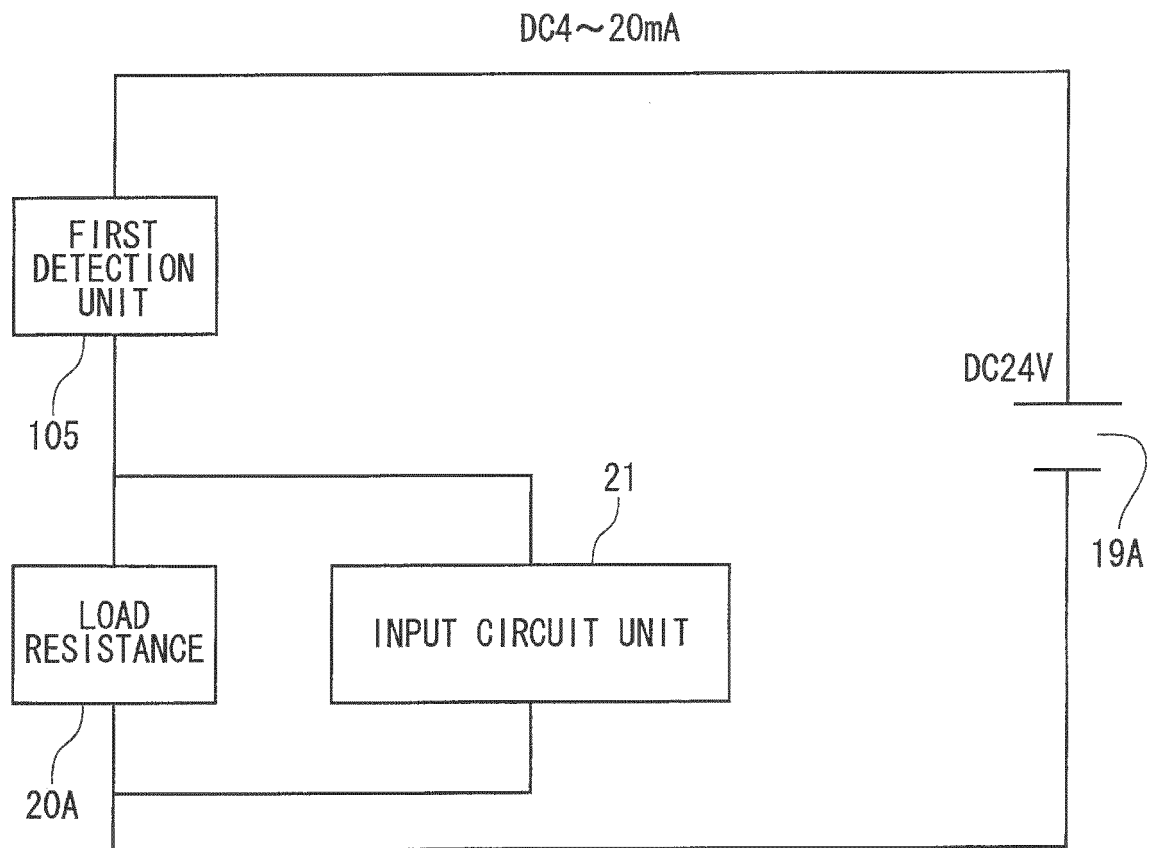 DC4～20mA
FIRST
DETECTION
UNIT
105
DC24V
19A
21
LOAD
RESISTANCE
20A
INPUT CIRCUIT UNIT